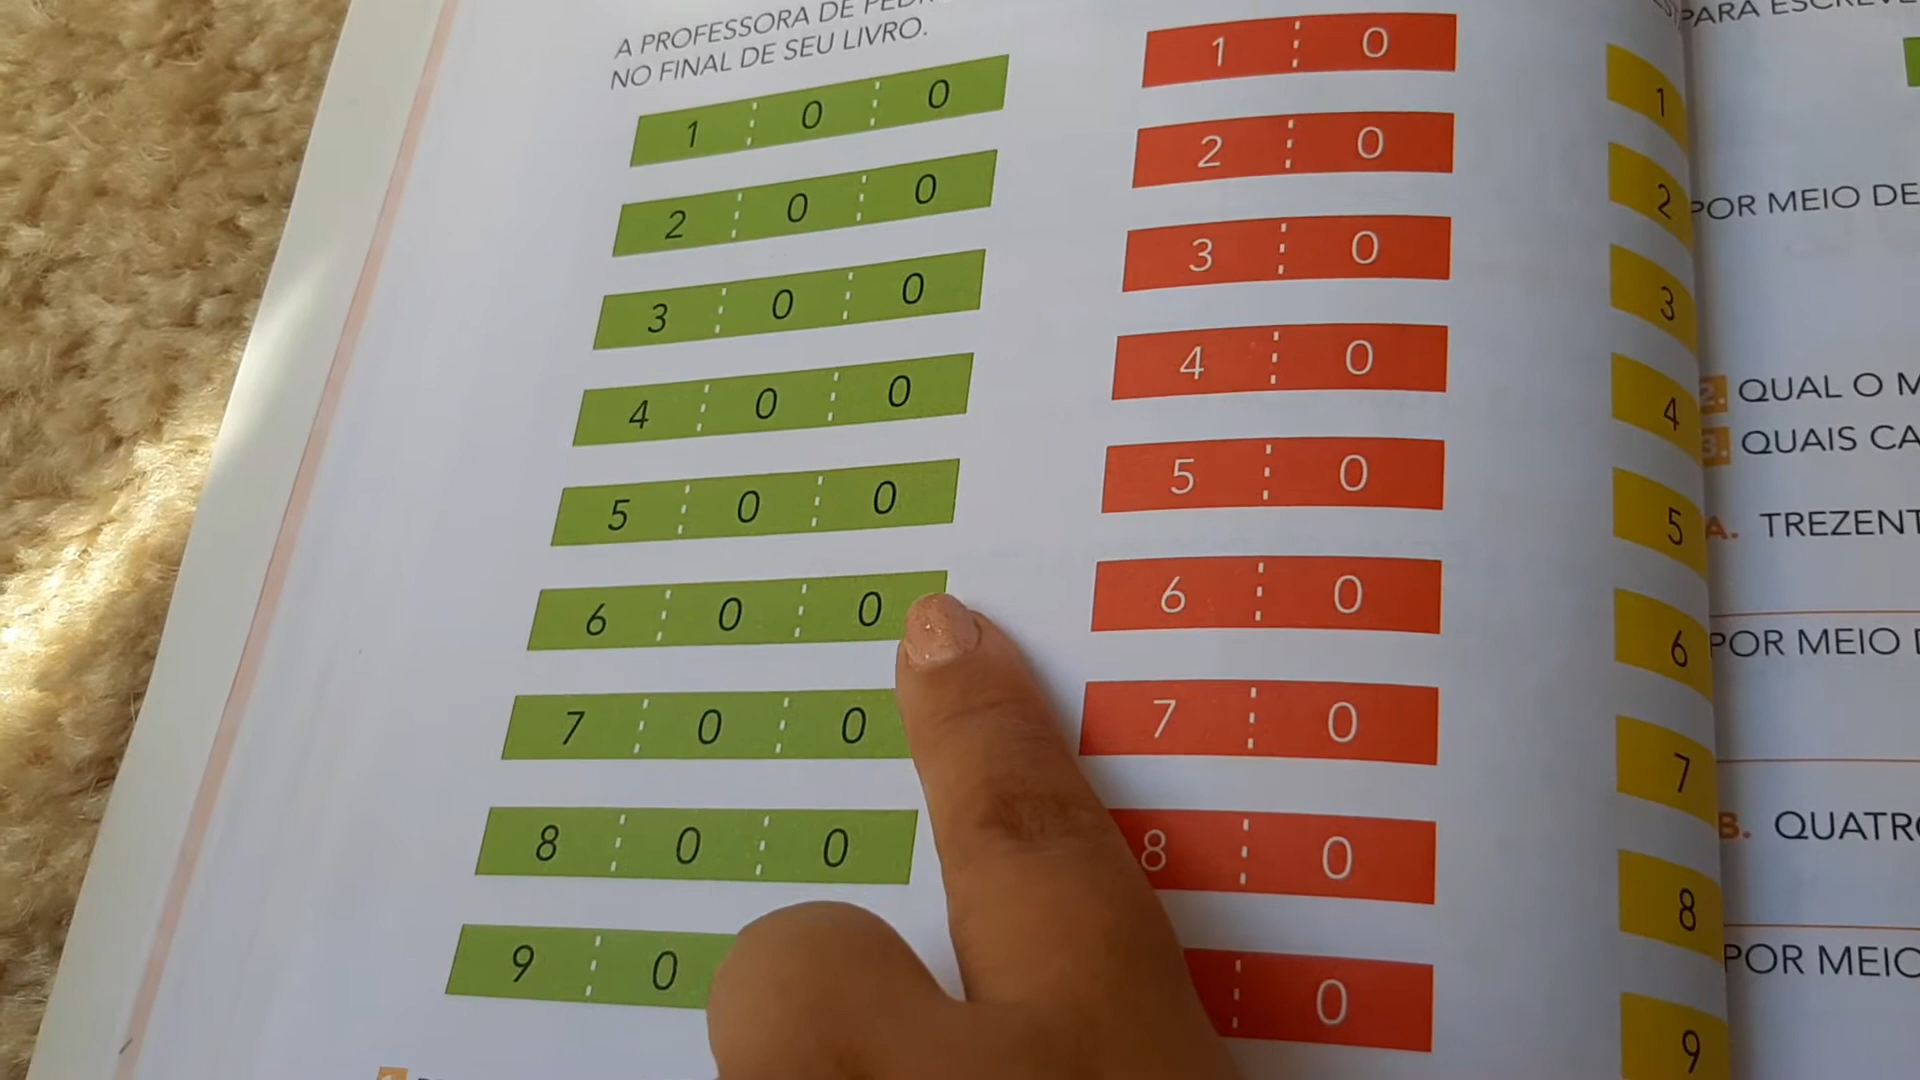 A PROFESSORA DE
NO FINAL DE SEU LIVRO.
1 0 0
2 0 0
3 0 0
4 0 0
5 0 0
6 0 0
7 0 0
8 0 0
9 0
1 0
2 0
3 0
4 0
5 0
6 0
7 0
8 0
0
1
2
3
4
5
6
7
8
9
PARA
POR MEIO DE
2. QUAL O
3. QUAIS
A.
POR MEIO
B.
POR MEIO